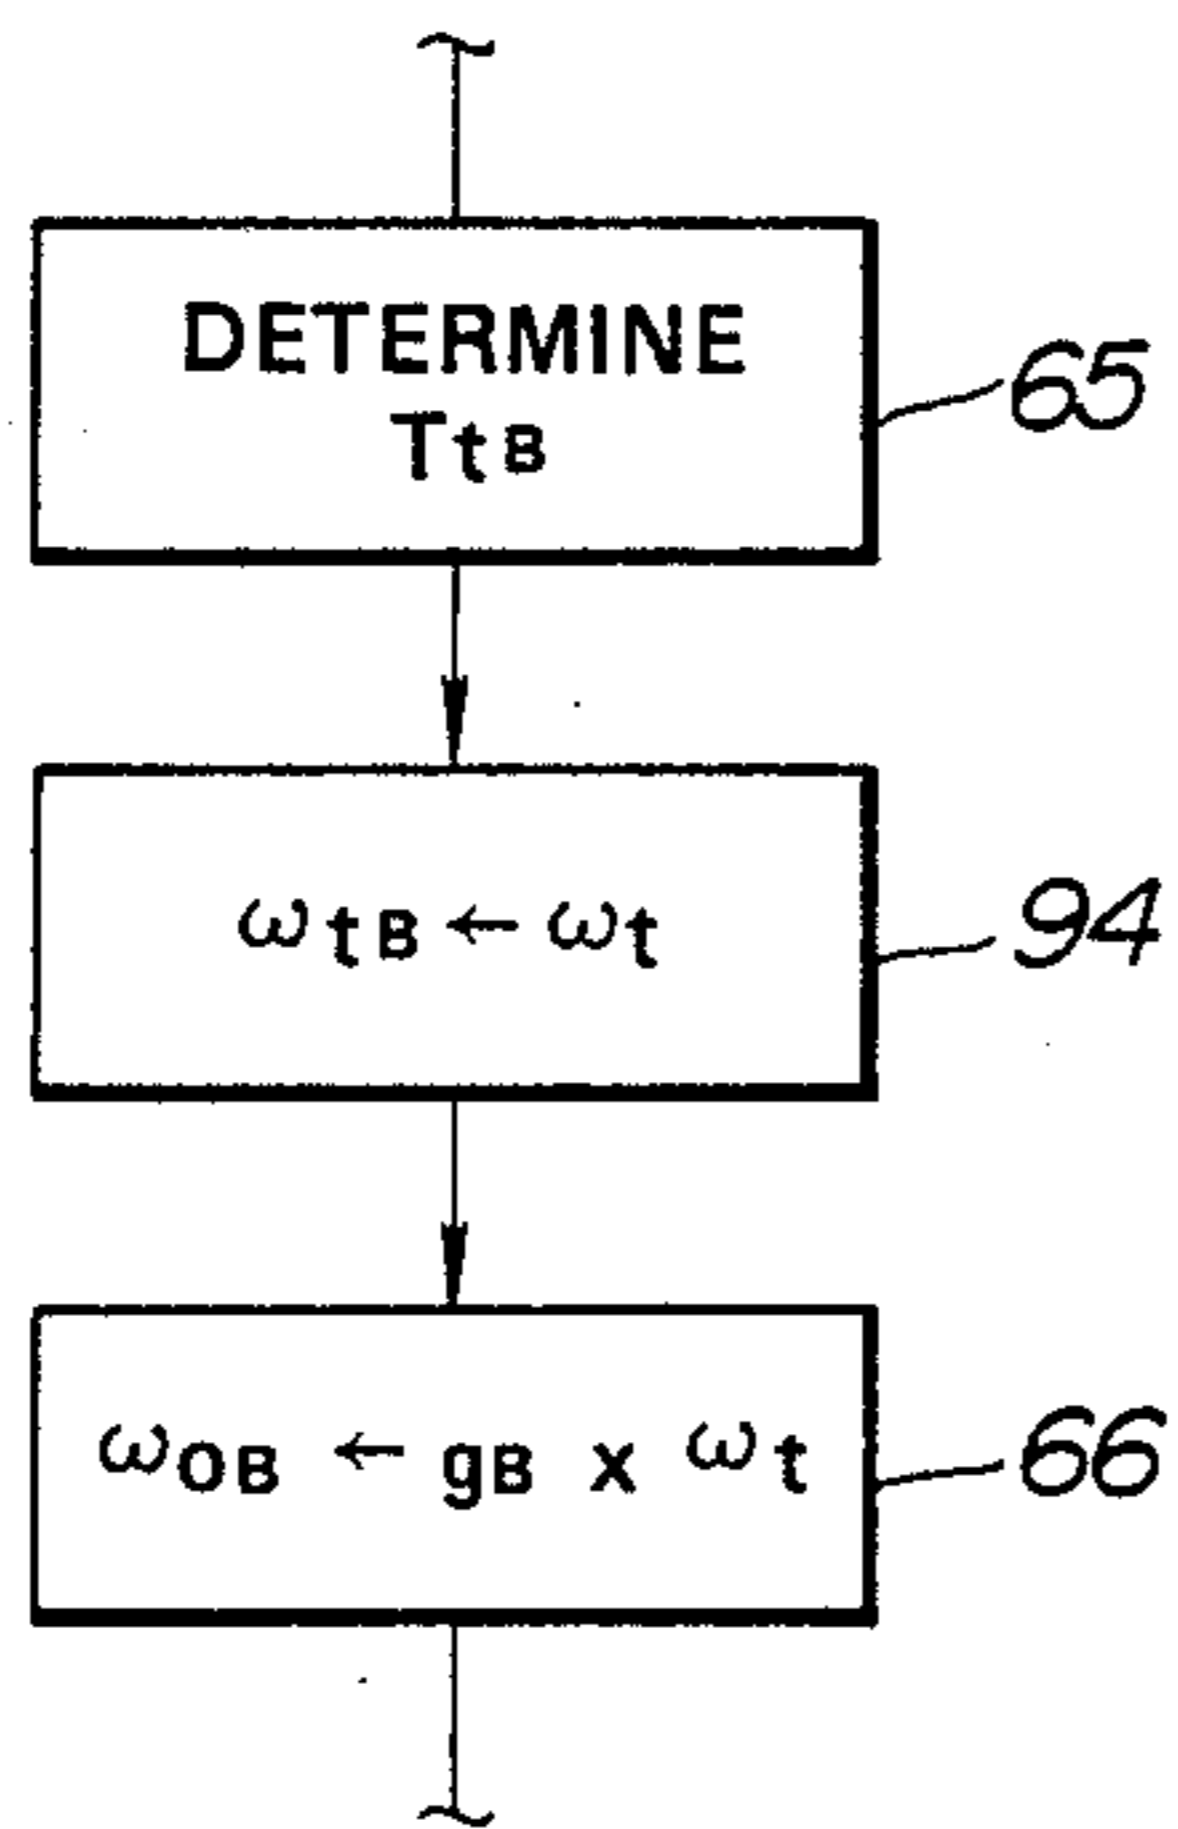 DETERMINE
TtB
65
ωtB ← ωt
94
ωOB ← gB x ωt
66